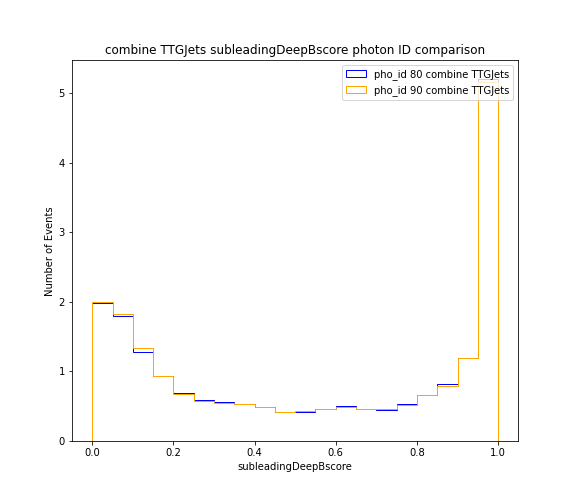 combine TTGJets subleadingDeepBscore photon ID comparison
pho_id 80 combine TTGJets
pho_id 90 combine TTGJets
Number of Events
5
4
3
2
1
0
0.0 0.2 0.4 0.6 0.8 1.0
subleadingDeepBscore